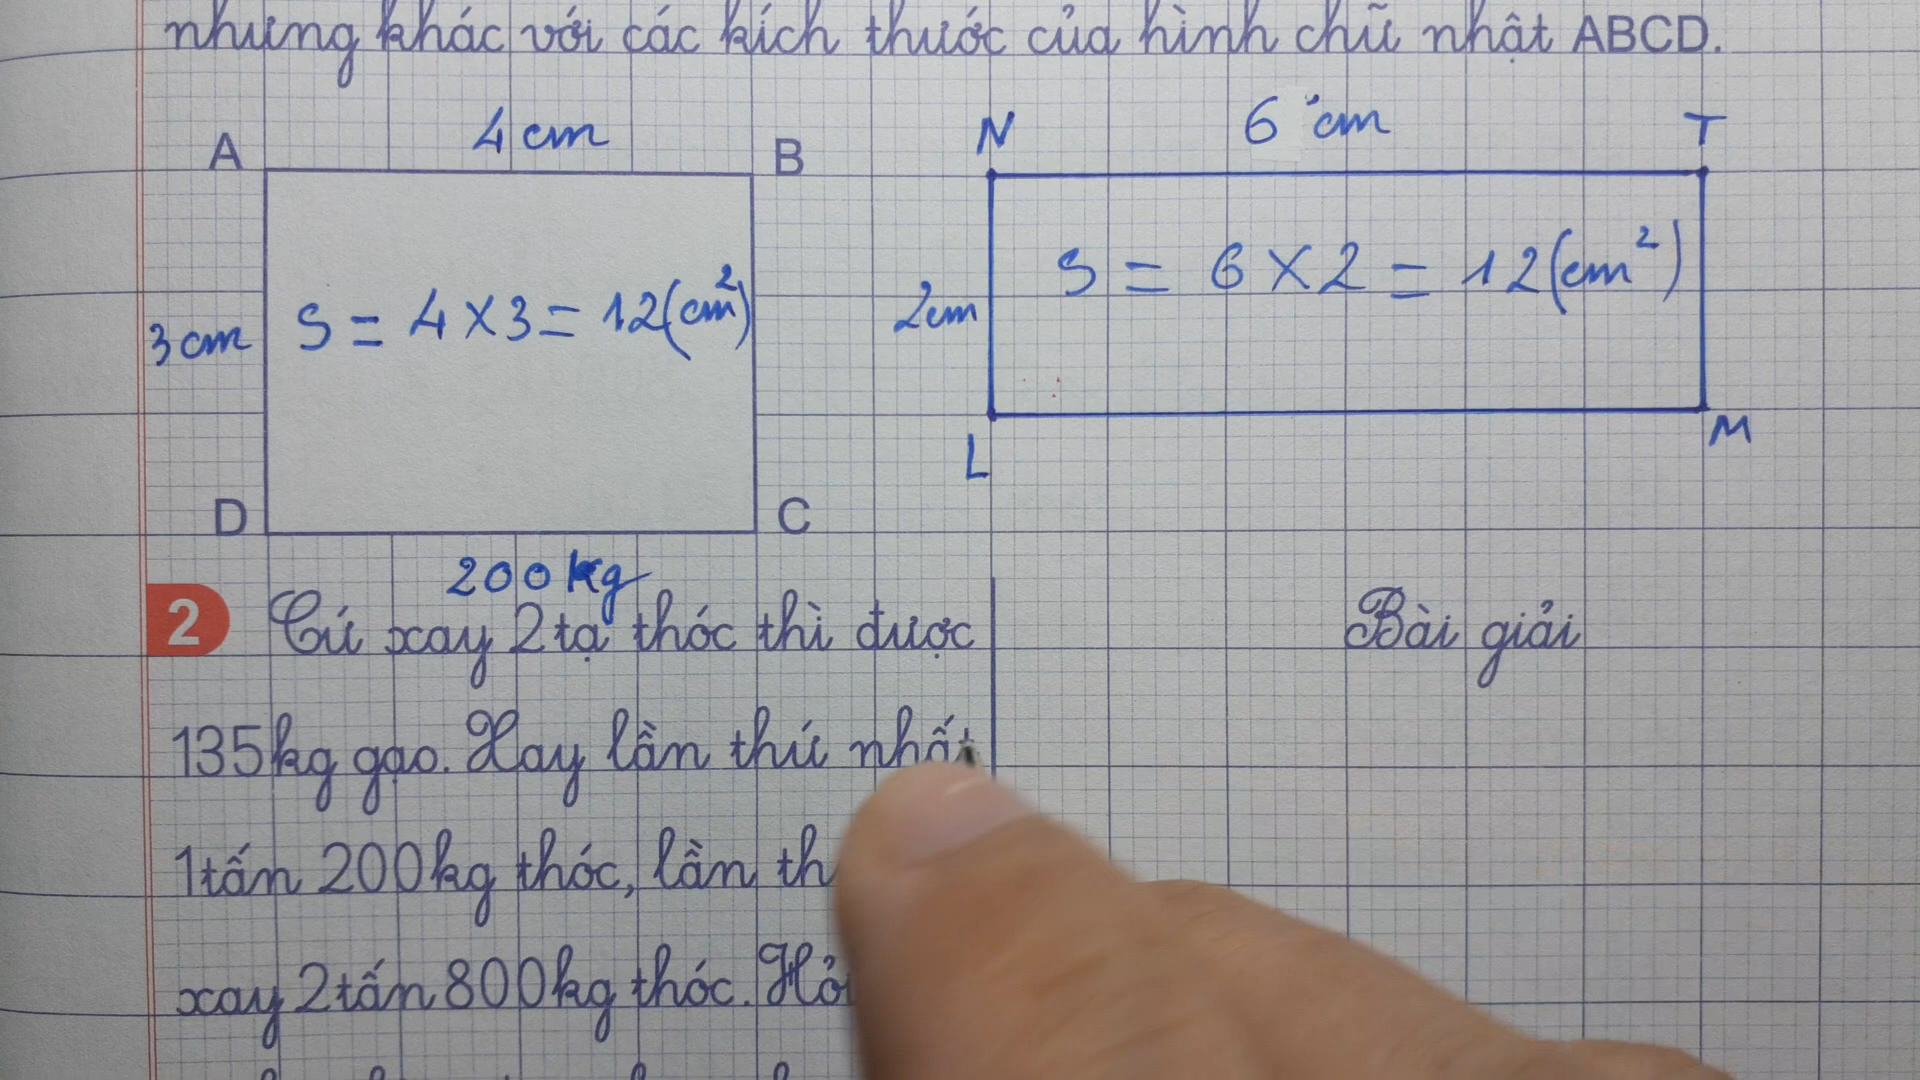 nhưng khác với các kích thước của hình chữ nhật ABCD.
4 cm
A B
3 cm
S = 4 x 3 = 12 (cm²)
D C
N 6 cm T
2cm
S = 6 x 2 = 12 (cm²)
L M
200 kg
2 Cứ xay 2 tạ thóc thì được
135kg gạo. Xay lần thứ nhất
1 tấn 200kg thóc, lần
xay 2 tấn 800kg thóc.
Bài giải